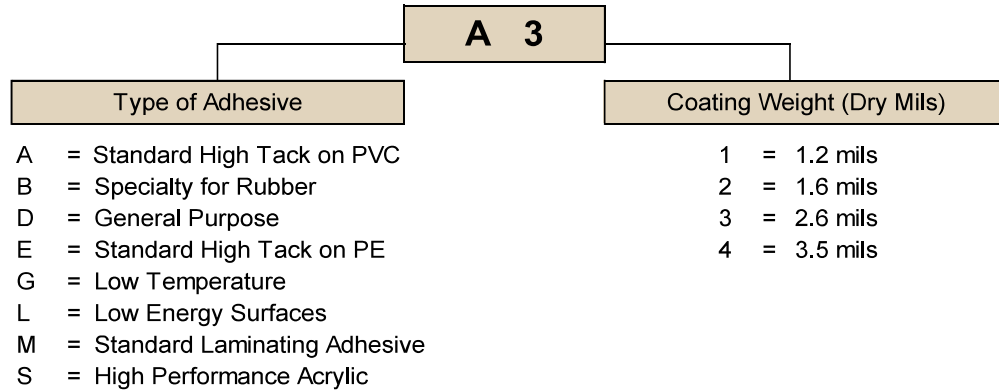 A 3
Type of Adhesive
Coating Weight (Dry Mils)
A = Standard High Tack on PVC
B = Specialty for Rubber
D = General Purpose
E = Standard High Tack on PE
G = Low Temperature
L = Low Energy Surfaces
M = Standard Laminating Adhesive
S = High Performance Acrylic
1 = 1.2 mils
2 = 1.6 mils
3 = 2.6 mils
4 = 3.5 mils